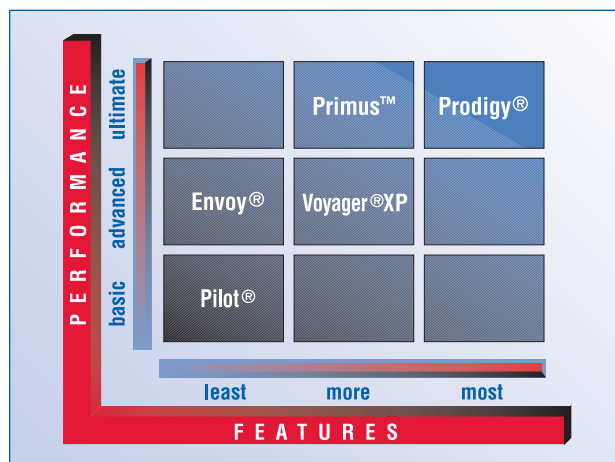 PERFORMANCE
ultimate
advanced
basic
Primus™
Prodigy®
Envoy®
Voyager®XP
Pilot®
least
more
most
FEATURES